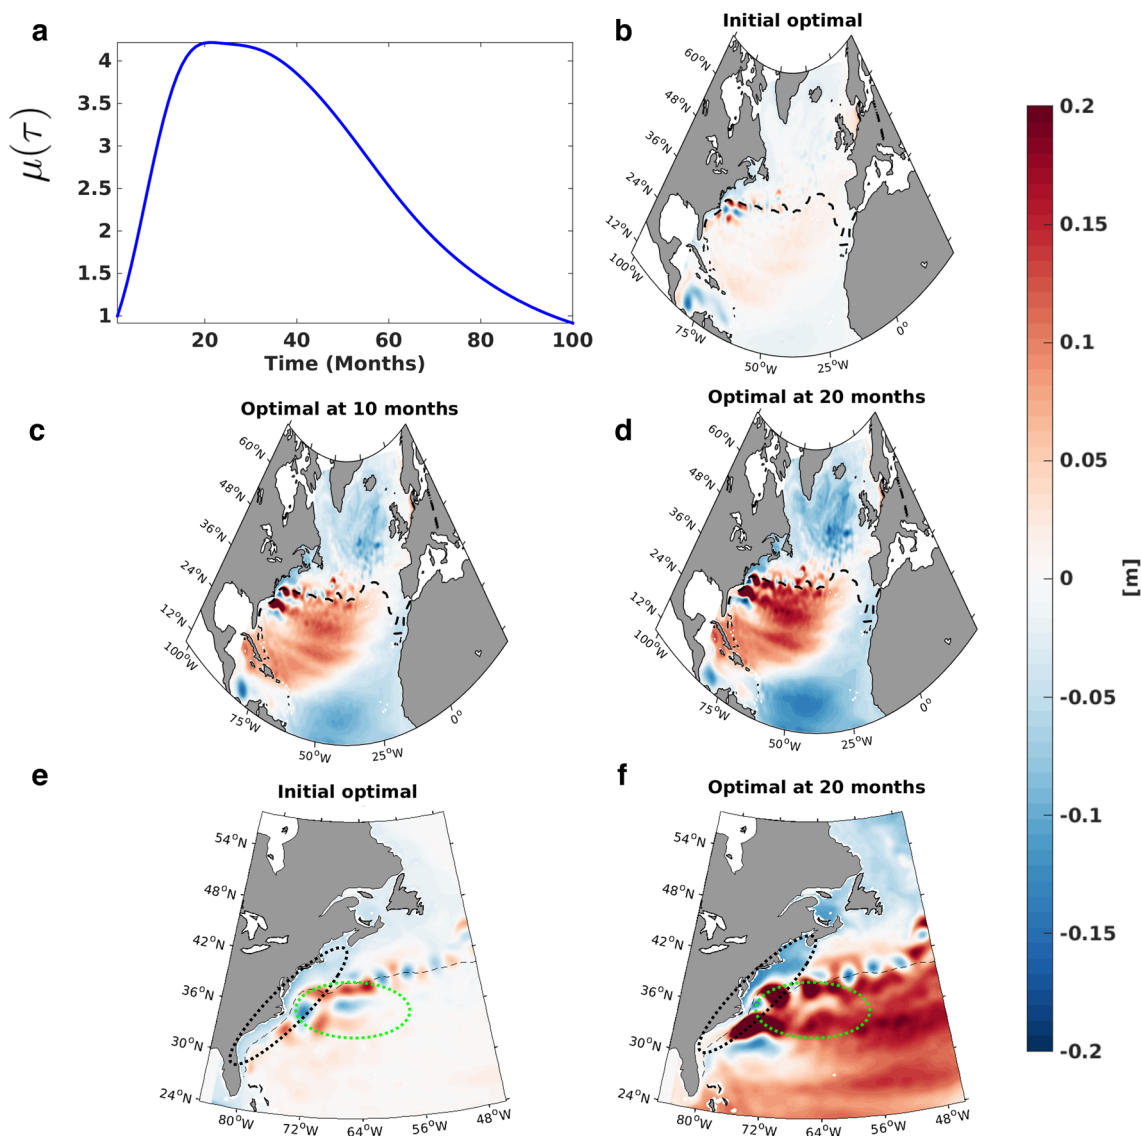 a
μ(τ)
4
3.5
3
2.5
2
1.5
1
20
40
60
80
100
Time (Months)
b
Initial optimal
60°N
48°N
36°N
24°N
12°N
100°W
75°W
50°W
25°W
0°
c
Optimal at 10 months
60°N
48°N
36°N
24°N
12°N
100°W
75°W
50°W
25°W
0°
d
Optimal at 20 months
60°N
48°N
36°N
24°N
12°N
100°W
75°W
50°W
25°W
0°
e
Initial optimal
54°N
48°N
42°N
36°N
30°N
24°N
80°W
72°W
64°W
56°W
48°W
f
Optimal at 20 months
54°N
48°N
42°N
36°N
30°N
24°N
80°W
72°W
64°W
56°W
48°W
0.2
0.15
0.1
0.05
0
-0.05
-0.1
-0.15
-0.2
[m]